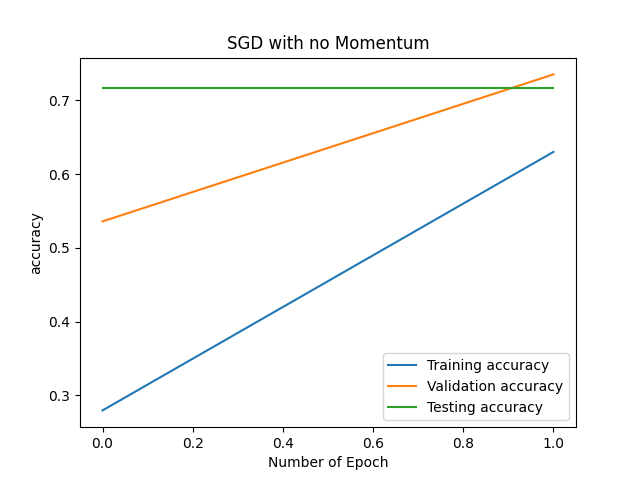 SGD with no Momentum
accuracy
0.7
0.6
0.5
0.4
0.3
Training accuracy
Validation accuracy
Testing accuracy
0.0 0.2 0.4 0.6 0.8 1.0
Number of Epoch